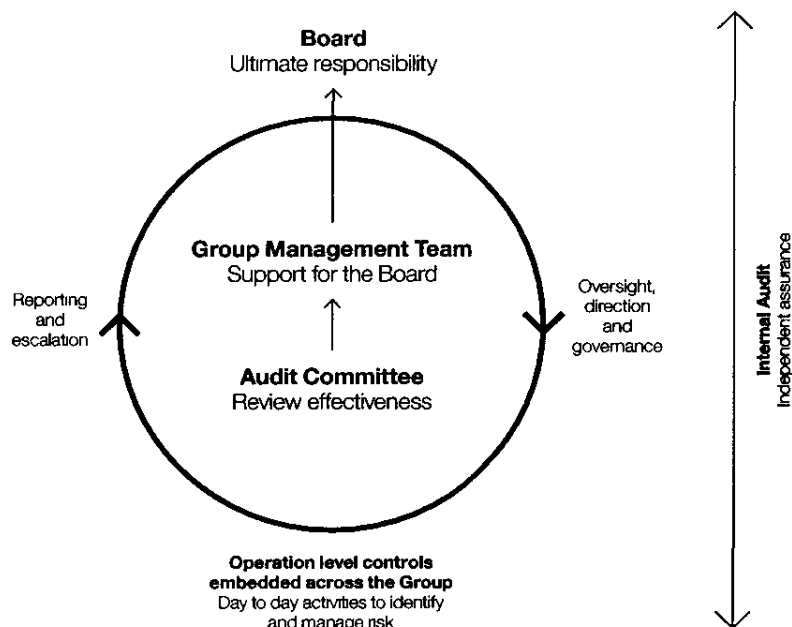 Board
Ultimate responsibility
Group Management Team
Support for the Board
Reporting
and
escalation
Oversight,
direction
and
governance
Audit Committee
Review effectiveness
Operation level controls
embedded across the Group
Day to day activities to identify
and manage risk
Internal Audit
Independent assurance